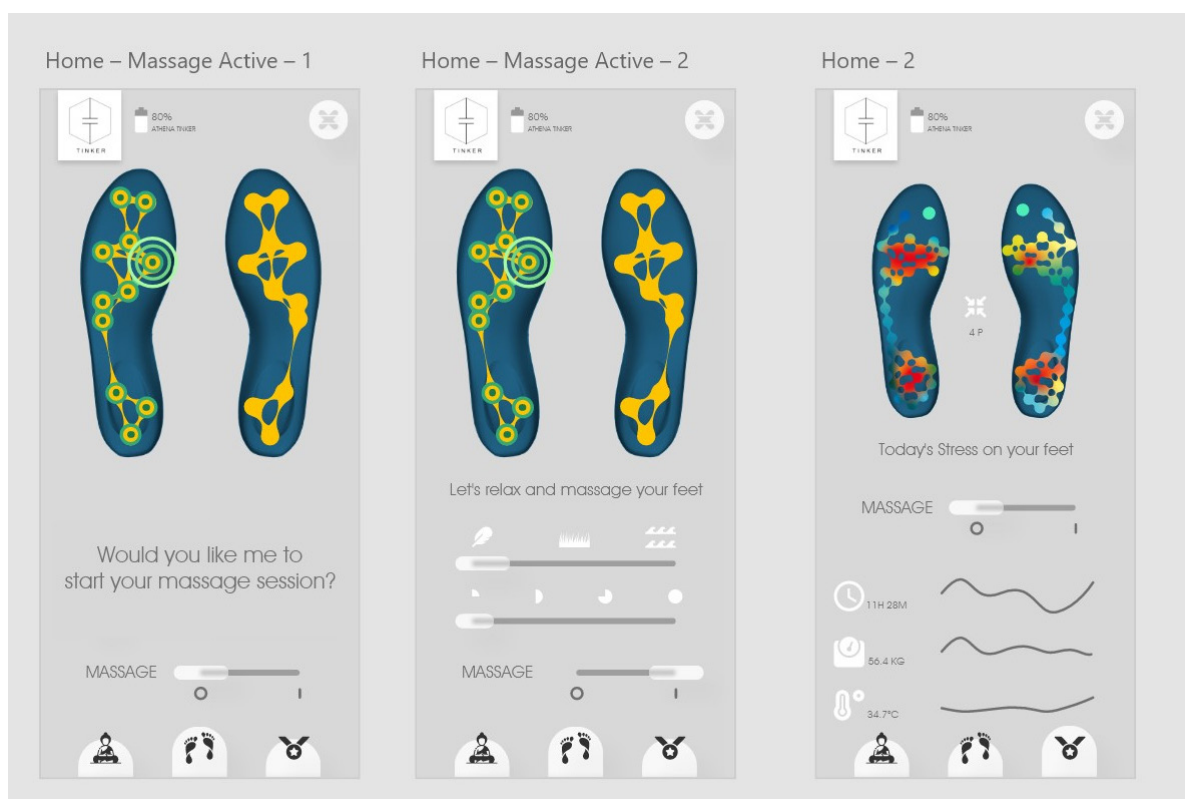 Home – Massage Active – 1
TINKER
80%
ATHENA TINKER
Would you like me to
start your massage session?
MASSAGE
O I
Home – Massage Active – 2
TINKER
80%
ATHENA TINKER
Let's relax and massage your feet
MASSAGE
O I
Home – 2
TINKER
80%
ATHENA TINKER
4 P
Today's Stress on your feet
MASSAGE
O I
11H 28M
56.4 KG
34.7°C